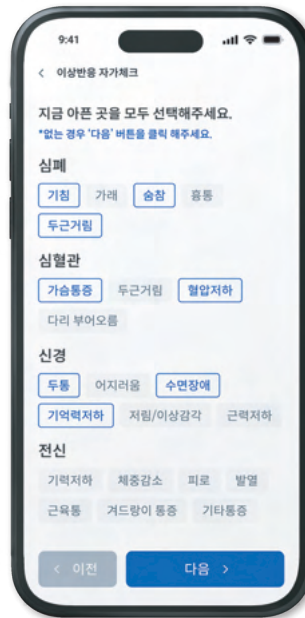 9:41
< 이상반응 자가체크
지금 아픈 곳을 모두 선택해주세요.
*없는 경우 '다음' 버튼을 클릭 해주세요.
심폐
기침 가래 숨참 흉통
두근거림
심혈관
가슴통증 두근거림 혈압저하
다리 부어오름
신경
두통 어지러움 수면장애
기억력저하 저림/이상감각 근력저하
전신
기력저하 체중감소 피로 발열
근육통 겨드랑이 통증 기타통증
< 이전 다음 >